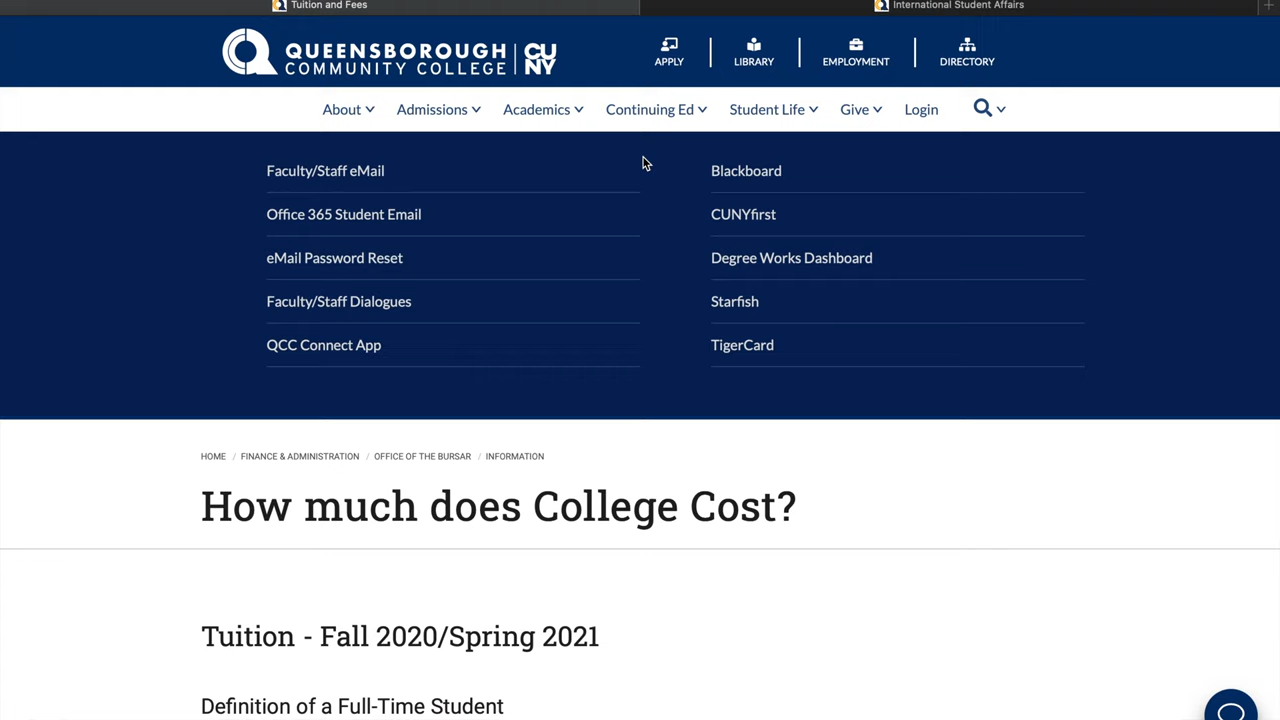 Tuition and Fees
International Student Affairs
QUEENSBOROUGH
COMMUNITY COLLEGE
CU
NY
APPLY
LIBRARY
EMPLOYMENT
DIRECTORY
About
Admissions
Academics
Continuing Ed
Student Life
Give
Login
Faculty/Staff eMail
Blackboard
Office 365 Student Email
CUNYfirst
eMail Password Reset
Degree Works Dashboard
Faculty/Staff Dialogues
Starfish
QCC Connect App
TigerCard
HOME / FINANCE & ADMINISTRATION / OFFICE OF THE BURSAR / INFORMATION
How much does College Cost?
Tuition - Fall 2020/Spring 2021
Definition of a Full-Time Student